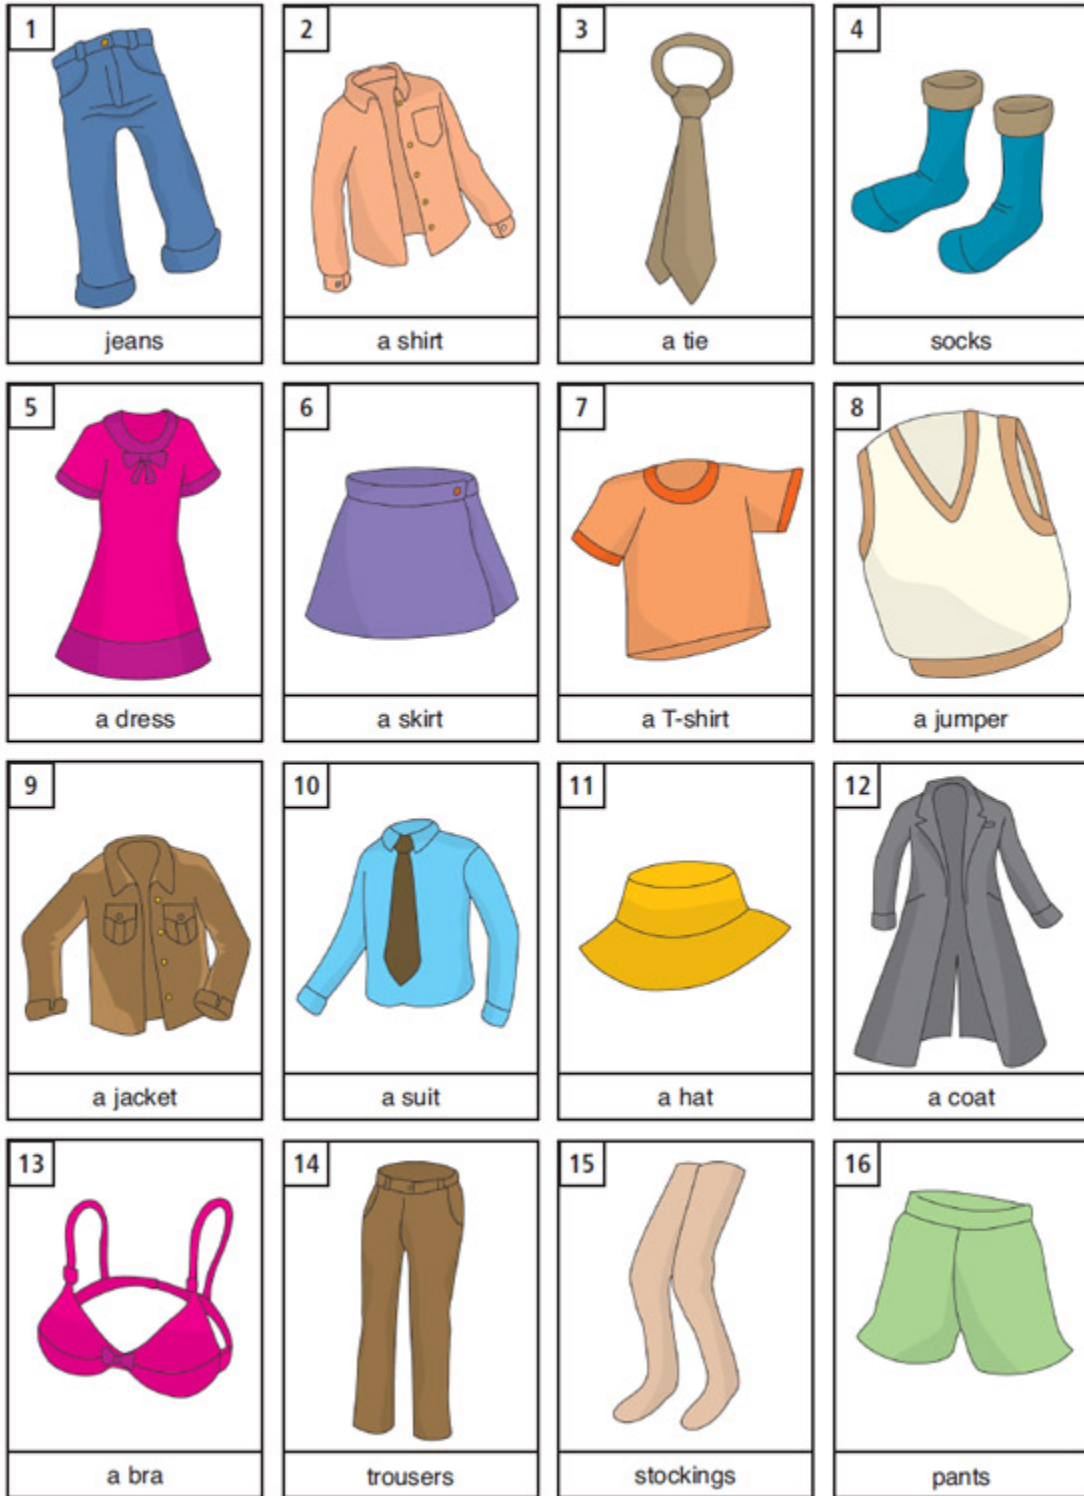 1
2
3
4
jeans
a shirt
a tie
socks
5
6
7
8
a dress
a skirt
a T-shirt
a jumper
9
10
11
12
a jacket
a suit
a hat
a coat
13
14
15
16
a bra
trousers
stockings
pants